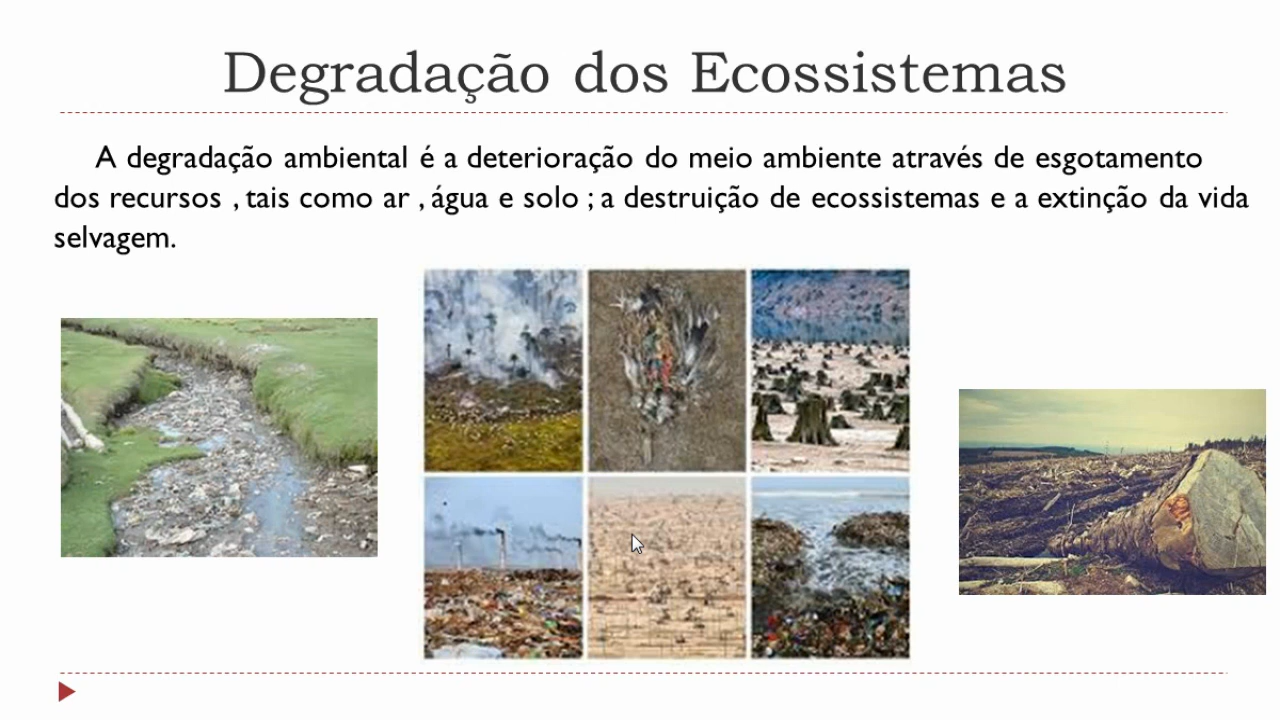 Degradação dos Ecossistemas
A degradação ambiental é a deterioração do meio ambiente através de esgotamento
dos recursos , tais como ar , água e solo ; a destruição de ecossistemas e a extinção da vida
selvagem.